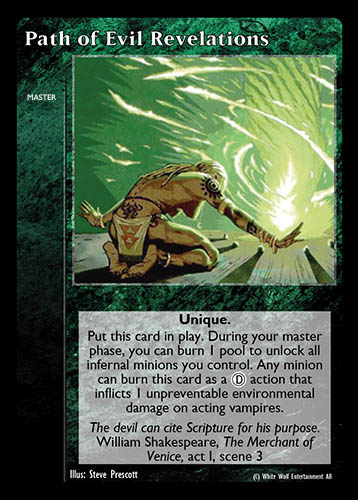 Path of Evil Revelations
MASTER
Unique.
Put this card in play. During your master
phase, you can burn 1 pool to unlock all
infernal minions you control. Any minion
can burn this card as a Ⓓ action that
inflicts 1 unpreventable environmental
damage on acting vampires.
The devil can cite Scripture for his purpose.
William Shakespeare, The Merchant of
Venice, act I, scene 3
Illus: Steve Prescott
(C) White Wolf Entertainment AB